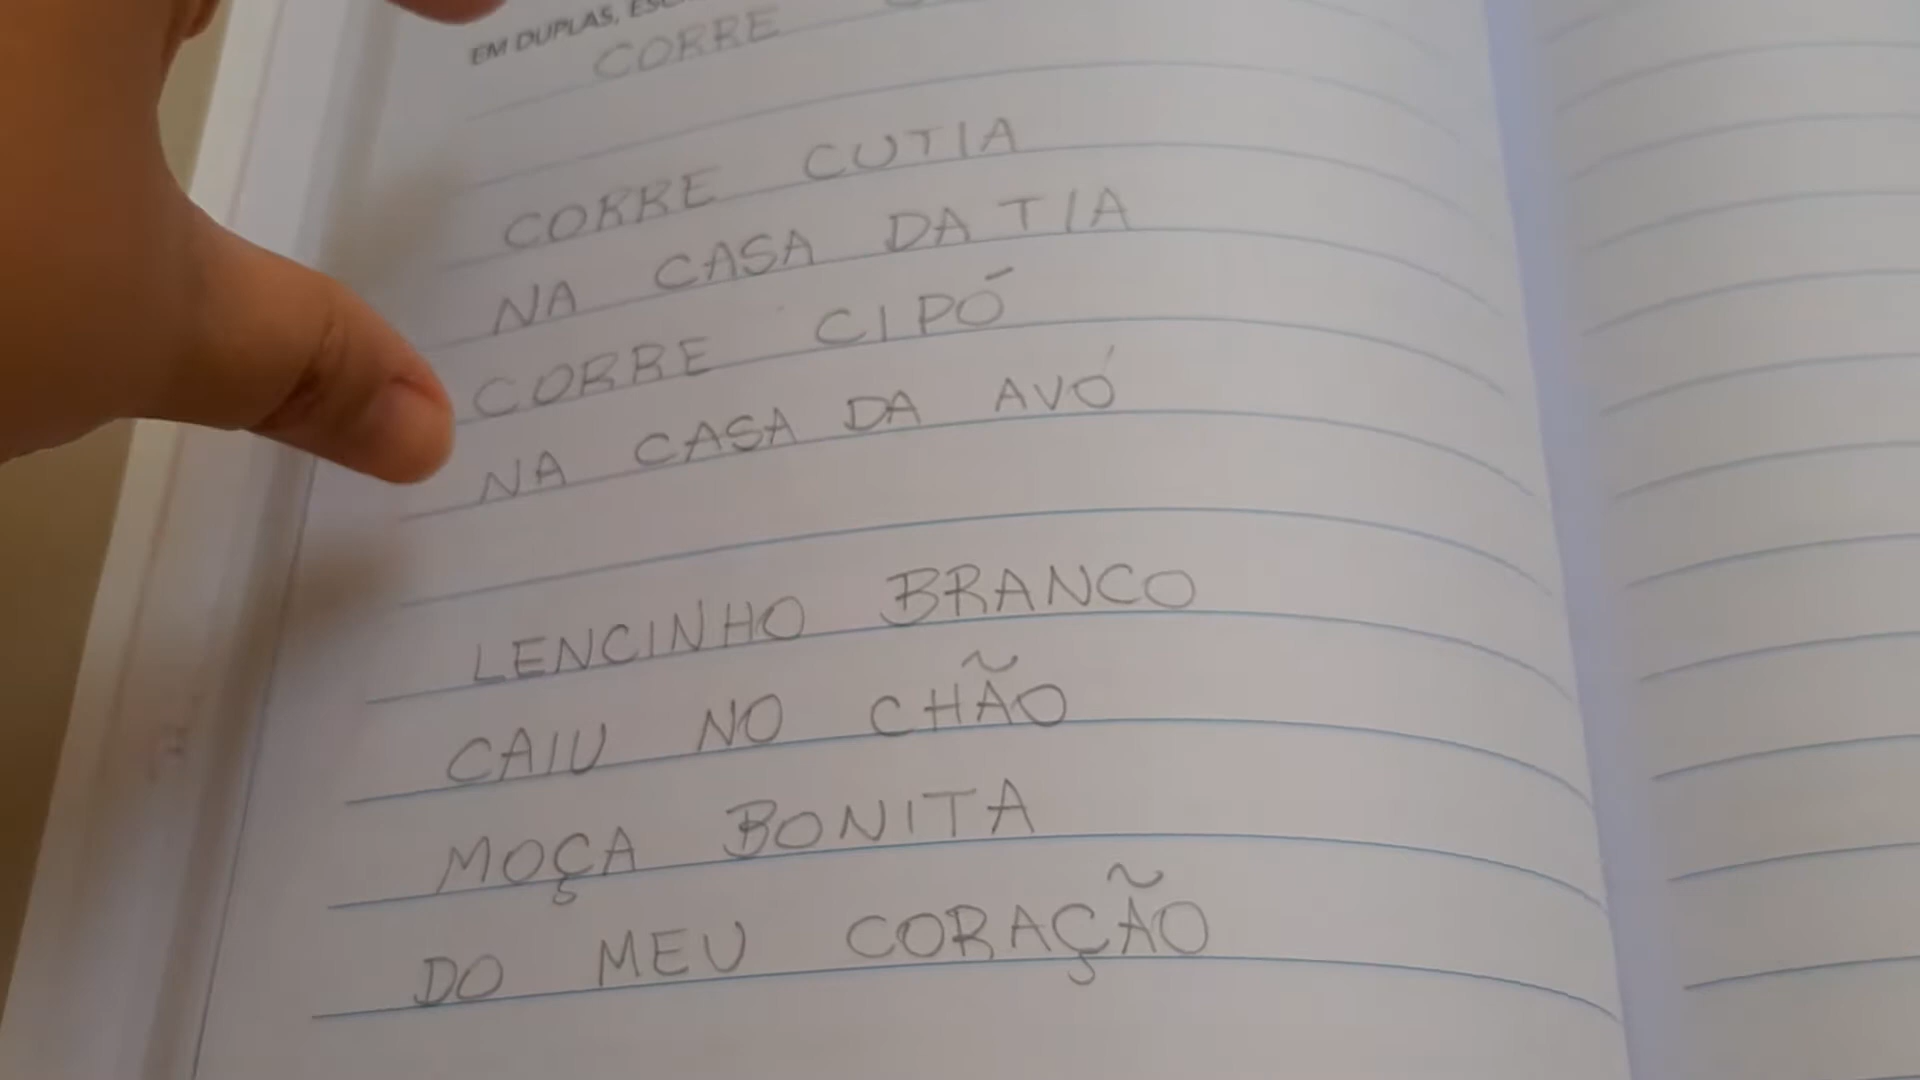 EM DUPLAS,
CORRE
CORRE CUTIA
NA CASA DA TIA
CORRE CIPÓ
NA CASA DA AVÓ
LENCINHO BRANCO
CAIU NO CHÃO
MOÇA BONITA
DO MEU CORAÇÃO